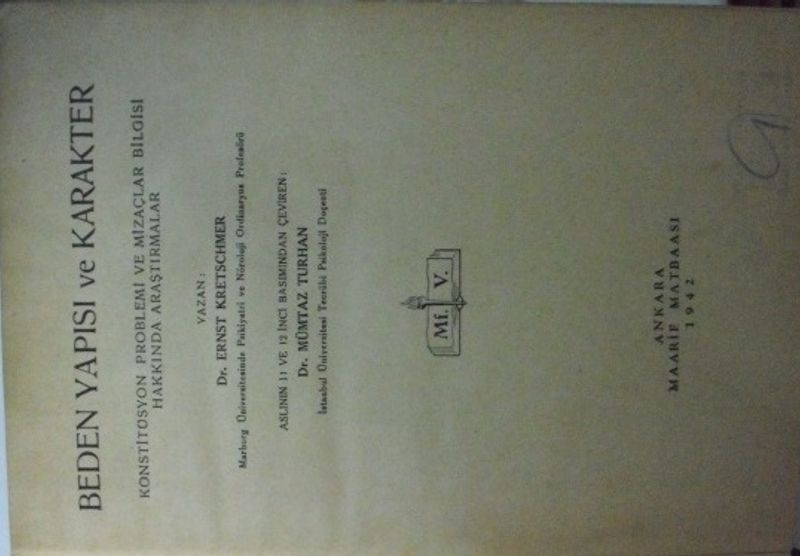 BEDEN YAPISI ve KARAKTER
KONSTİTÜSYON PROBLEMİ VE MİZAÇLAR BİLGİSİ
HAKKINDA ARAŞTIRMALAR
YAZAN:
Dr. ERNST KRETSCHMER
Marburg Üniversitesinde Psikiyatri ve Nöroloji Ordinaryüs Profesörü
ASLININ 11 VE 12 İNCİ BASIMINDAN ÇEVİREN:
Dr. MÜMTAZ TURHAN
İstanbul Üniversitesi Tecrübî Psikoloji Doçenti
Mf. V.
ANKARA
MAARİF MATBAASI
1942